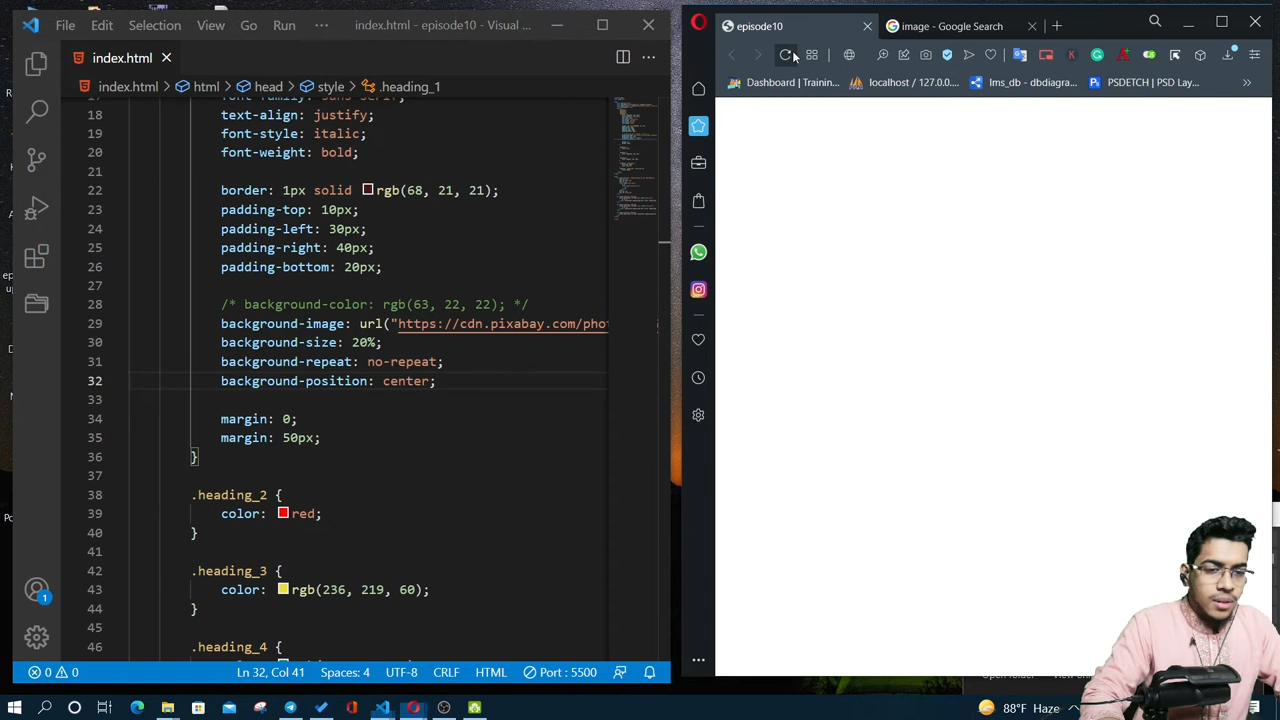 File Edit Selection View Go Run ··· index.html - episode10 - Visual ...
index.html
index.html > html > head > style > .heading_1
17 font-family: sans-serif;
18 text-align: justify;
19 font-style: italic;
20 font-weight: bold;
21
22 border: 1px solid rgb(68, 21, 21);
23 padding-top: 10px;
24 padding-left: 30px;
25 padding-right: 40px;
26 padding-bottom: 20px;
27
28 /* background-color: rgb(63, 22, 22); */
29 background-image: url("https://cdn.pixabay.com/phot
30 background-size: 20%;
31 background-repeat: no-repeat;
32 background-position: center;
33
34 margin: 0;
35 margin: 50px;
36 }
37
38 .heading_2 {
39 color: red;
40 }
41
42 .heading_3 {
43 color: rgb(236, 219, 60);
44 }
45
46 .heading_4 {
1
0 0 Ln 32, Col 41 Spaces: 4 UTF-8 CRLF HTML Port : 5500
episode10
image - Google Search
Dashboard | Trainin... localhost / 127.0.0.... lms_db - dbdiagra... PSDETCH | PSD Lay...
88°F Haze